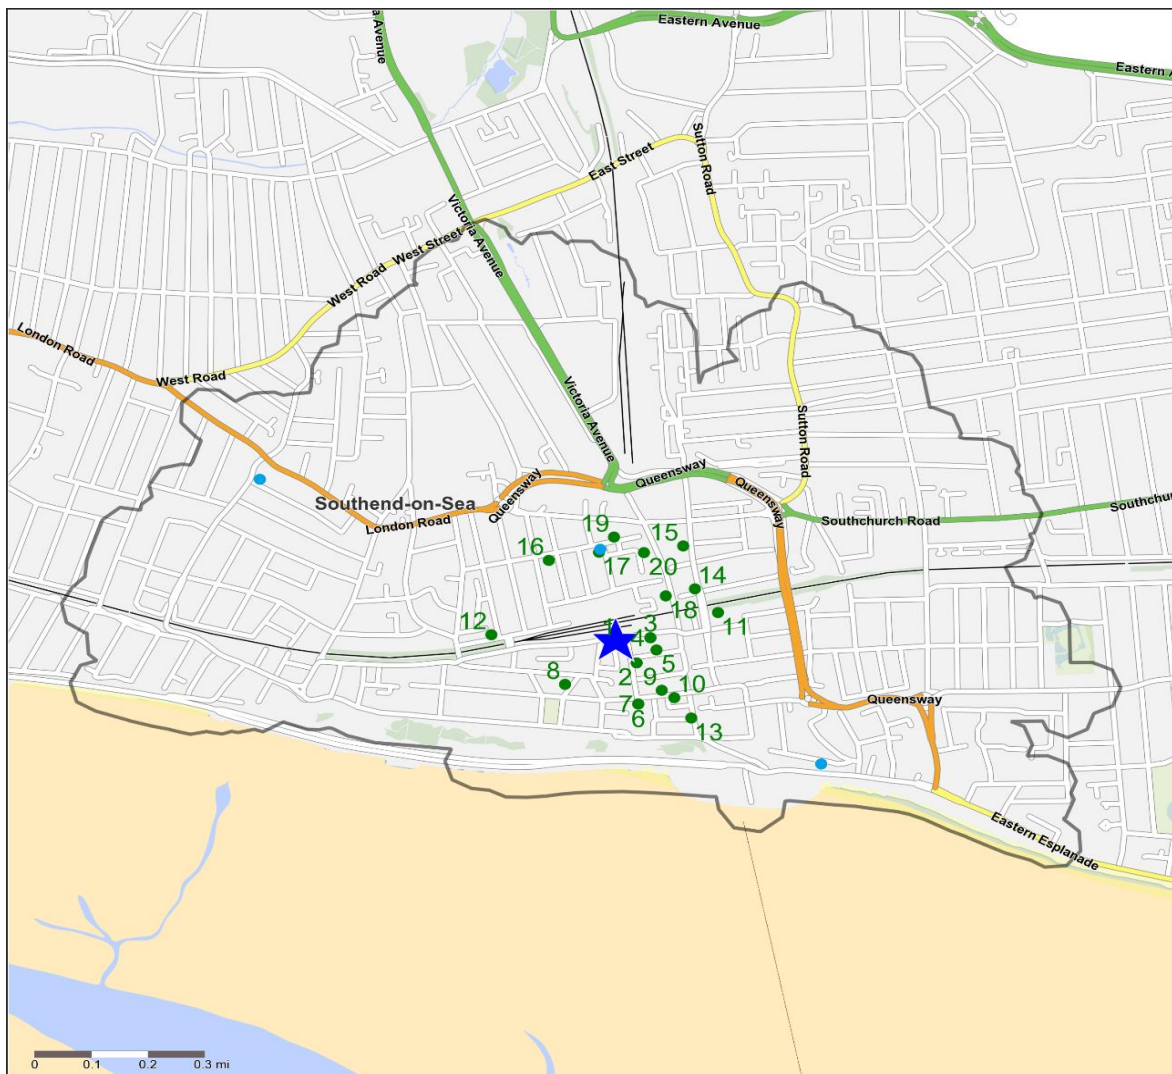 a Avenue
Eastern Avenue
Eastern A
East Street
Sutton Road
Victoria Avenue
West Street
West Road
London Road
West Road
Victoria Avenue
Sutton Road
Queensway
Queensway
Queensway
Southend-on-Sea
London Road
Southchurch Road
Southchur
19
15
16
17
20
14
18
11
12
1
3
4
5
2
9
8
10
7
6
13
Queensway
Eastern Esplanade
0 0.1 0.2 0.3 mi